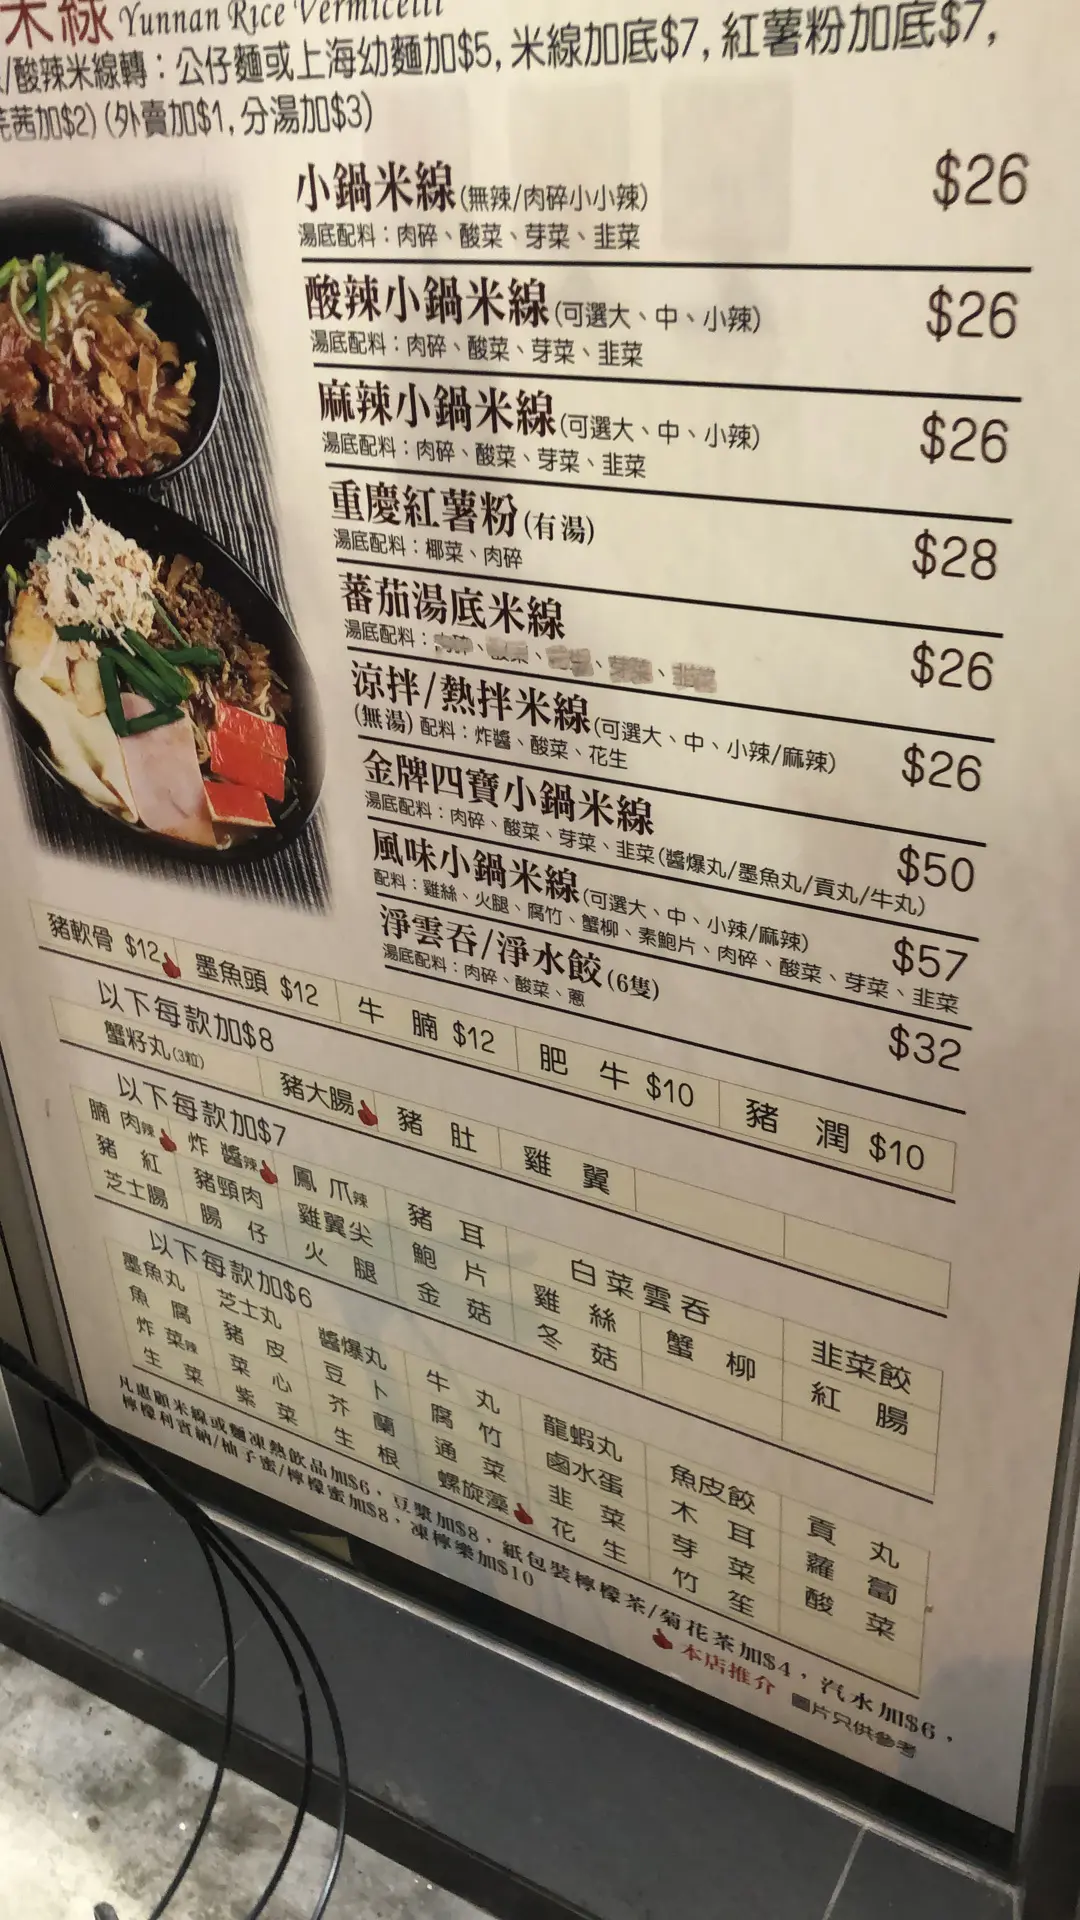 米線 Yunnan Rice Vermicelli
/酸辣米線轉：公仔麵或上海幼麵加$5, 米線加底$7, 紅薯粉加底$7,
芫茜加$2) (外賣加$1, 分湯加$3)
小鍋米線(無辣/肉碎小小辣) $26
湯底配料：肉碎、酸菜、芽菜、韭菜
酸辣小鍋米線(可選大、中、小辣) $26
湯底配料：肉碎、酸菜、芽菜、韭菜
麻辣小鍋米線(可選大、中、小辣) $26
湯底配料：肉碎、酸菜、芽菜、韭菜
重慶紅薯粉(有湯) $28
湯底配料：椰菜、肉碎
蕃茄湯底米線 $26
湯底配料：
涼拌/熱拌米線(可選大、中、小辣/麻辣) $26
(無湯) 配料：炸醬、酸菜、花生
金牌四寶小鍋米線 $50
湯底配料：肉碎、酸菜、芽菜、韭菜(醬爆丸/墨魚丸/貢丸/牛丸)
風味小鍋米線(可選大、中、小辣/麻辣) $57
配料：雞絲、火腿、腐竹、蟹柳、素鮑片、肉碎、酸菜、芽菜、韭菜
淨雲吞/淨水餃(6隻) $32
湯底配料：肉碎、酸菜、蔥
豬軟骨 $12 墨魚頭 $12 牛腩 $12 肥牛 $10 豬潤 $10
以下每款加$8
蟹籽丸(3粒) 豬大腸 豬肚 雞翼
以下每款加$7
腩肉辣 炸醬辣 鳳爪辣 豬耳 白菜雲吞 韭菜餃
豬紅 豬頸肉 雞翼尖 鮑片 雞絲 蟹柳 紅腸
芝士腸 腸仔 火腿 金菇 冬菇
以下每款加$6
墨魚丸 芝士丸 醬爆丸 牛丸 龍蝦丸 魚皮餃 貢丸
魚腐 豬皮 豆卜 腐竹 鹵水蛋 木耳 蘿蔔
炸菜辣 菜心 芥蘭 通菜 韭菜 芽菜 酸菜
生菜 紫菜 生根 螺旋藻 花生 竹笙
凡惠顧米線或麵凍熱飲品加$6，豆漿加$8，紙包裝檸檬茶/菊花茶加$4，汽水加$6，
檸檬利賓納/柚子蜜/檸檬蜜加$8，凍檸樂加$10
本店推介 圖片只供參考